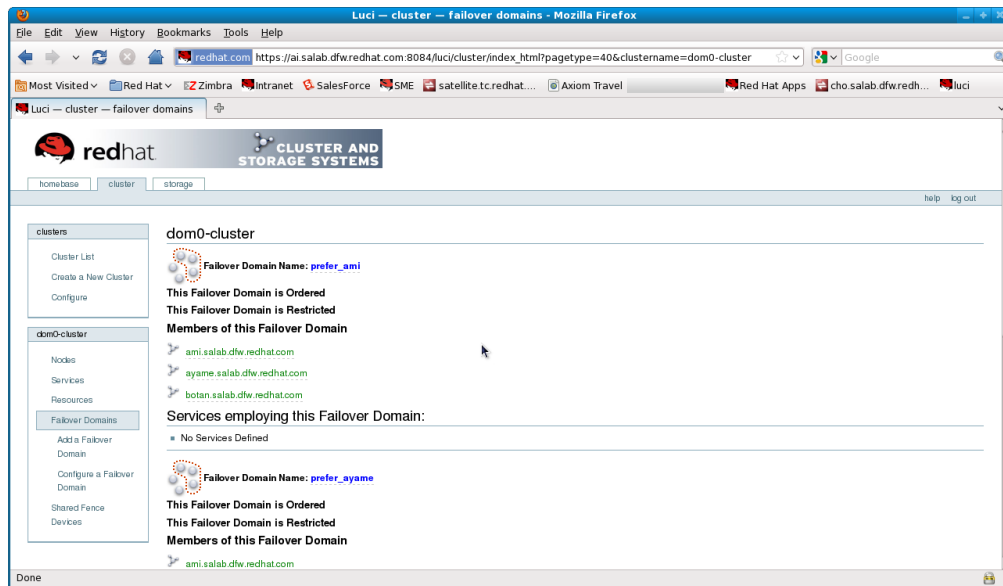 Luci — cluster — failover domains - Mozilla Firefox
File Edit View History Bookmarks Tools Help
redhat.com https://ai.salab.dfw.redhat.com:8084/luci/cluster/index_html?pagetype=40&clustername=dom0-cluster Google
Most Visited Red Hat Zimbra Intranet SalesForce SME satellite.tc.redhat.... Axiom Travel Red Hat Apps cho.salab.dfw.redh... luci
Luci — cluster — failover domains
redhat. CLUSTER AND
STORAGE SYSTEMS
homebase cluster storage
help log out
clusters
Cluster List
Create a New Cluster
Configure
dom0-cluster
Nodes
Services
Resources
Failover Domains
Add a Failover
Domain
Configure a Failover
Domain
Shared Fence
Devices
dom0-cluster
Failover Domain Name: prefer_ami
This Failover Domain is Ordered
This Failover Domain is Restricted
Members of this Failover Domain
ami.salab.dfw.redhat.com
ayame.salab.dfw.redhat.com
botan.salab.dfw.redhat.com
Services employing this Failover Domain:
No Services Defined
Failover Domain Name: prefer_ayame
This Failover Domain is Ordered
This Failover Domain is Restricted
Members of this Failover Domain
ami.salab.dfw.redhat.com
Done